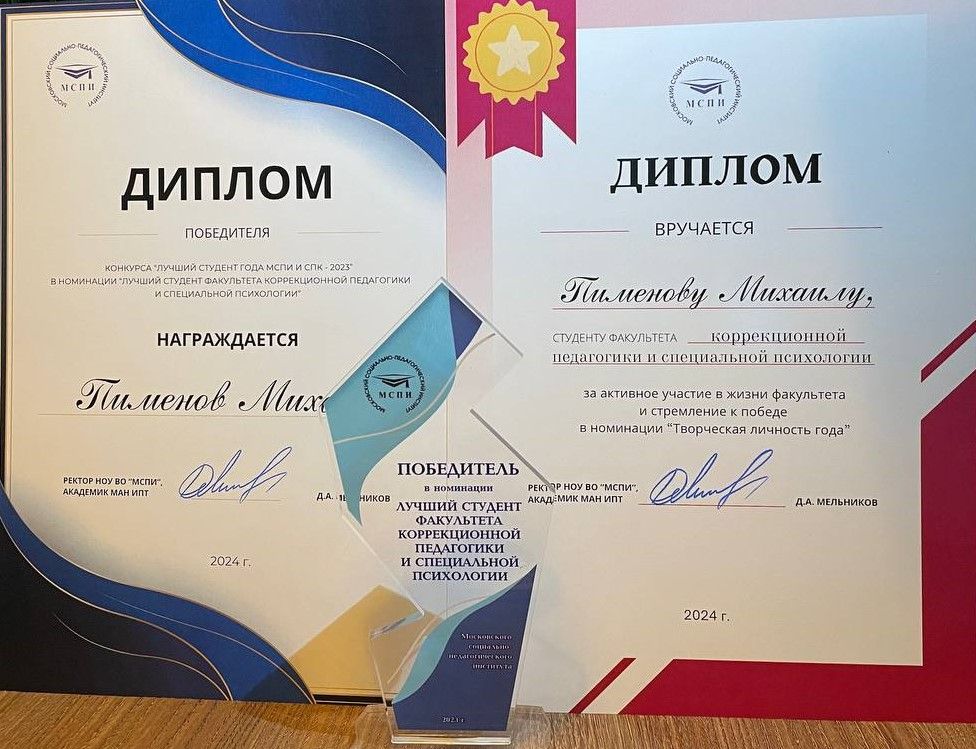 МОСКОВСКИЙ СОЦИАЛЬНО-ПЕДАГОГИЧЕСКИЙ ИНСТИТУТ
МСПИ
ДИПЛОМ
ПОБЕДИТЕЛЯ
КОНКУРСА "ЛУЧШИЙ СТУДЕНТ ГОДА МСПИ И СПК - 2023"
В НОМИНАЦИИ "ЛУЧШИЙ СТУДЕНТ ФАКУЛЬТЕТА КОРРЕКЦИОННОЙ ПЕДАГОГИКИ
И СПЕЦИАЛЬНОЙ ПСИХОЛОГИИ"
НАГРАЖДАЕТСЯ
Пименов Миха
РЕКТОР НОУ ВО "МСПИ",
АКАДЕМИК МАН ИПТ
Д.А. МЕЛЬНИКОВ
2024 г.
МОСКОВСКИЙ СОЦИАЛЬНО-ПЕДАГОГИЧЕСКИЙ ИНСТИТУТ
МСПИ
ПОБЕДИТЕЛЬ
в номинации
ЛУЧШИЙ СТУДЕНТ
ФАКУЛЬТЕТА
КОРРЕКЦИОННОЙ
ПЕДАГОГИКИ
И СПЕЦИАЛЬНОЙ
ПСИХОЛОГИИ
Московского
социально-
педагогического
института
2023 г.
МОСКОВСКИЙ СОЦИАЛЬНО-ПЕДАГОГИЧЕСКИЙ ИНСТИТУТ
МСПИ
ДИПЛОМ
ВРУЧАЕТСЯ
Пименову Михаилу,
СТУДЕНТУ ФАКУЛЬТЕТА коррекционной
педагогики и специальной психологии
за активное участие в жизни факультета
и стремление к победе
в номинации "Творческая личность года"
РЕКТОР НОУ ВО "МСПИ",
АКАДЕМИК МАН ИПТ
Д.А. МЕЛЬНИКОВ
2024 г.